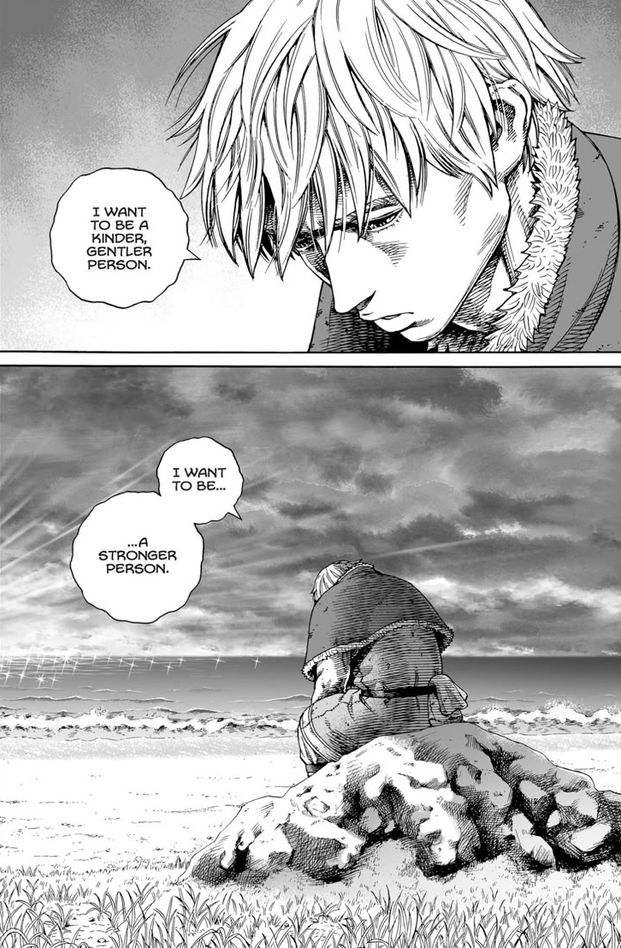 I WANT
TO BE A
KINDER,
GENTLER
PERSON.
I WANT
TO BE...
...A
STRONGER
PERSON.